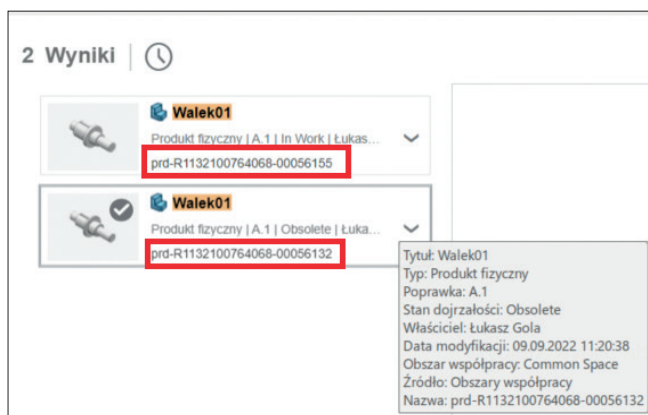 2 Wyniki
Walek01
Produkt fizyczny | A.1 | In Work | Łukas...
prd-R1132100764068-00056155
Walek01
Produkt fizyczny | A.1 | Obsolete | Łuka...
prd-R1132100764068-00056132
Tytuł: Walek01
Typ: Produkt fizyczny
Poprawka: A.1
Stan dojrzałości: Obsolete
Właściciel: Łukasz Gola
Data modyfikacji: 09.09.2022 11:20:38
Obszar współpracy: Common Space
Źródło: Obszary współpracy
Nazwa: prd-R1132100764068-00056132